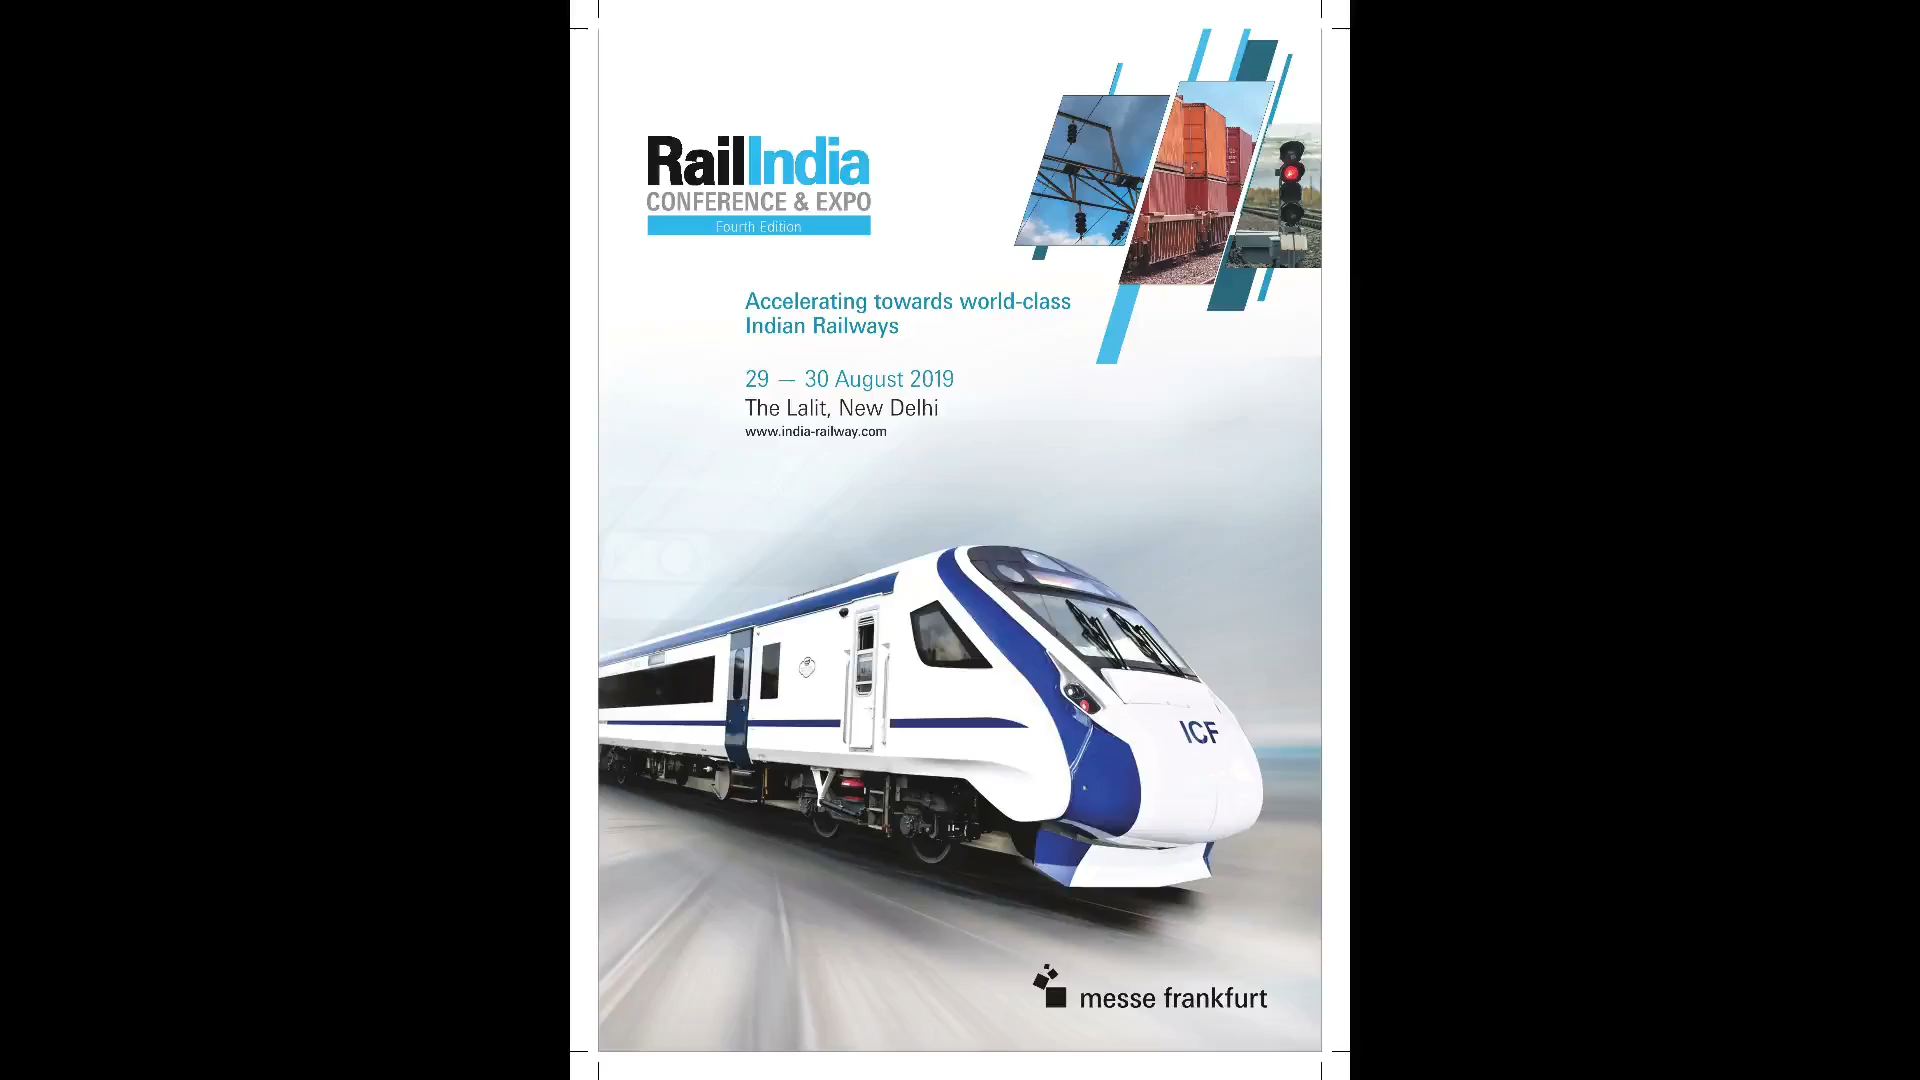 RailIndia
CONFERENCE & EXPO
Fourth Edition
Accelerating towards world-class
Indian Railways
29 — 30 August 2019
The Lalit, New Delhi
www.india-railway.com
ICF
messe frankfurt